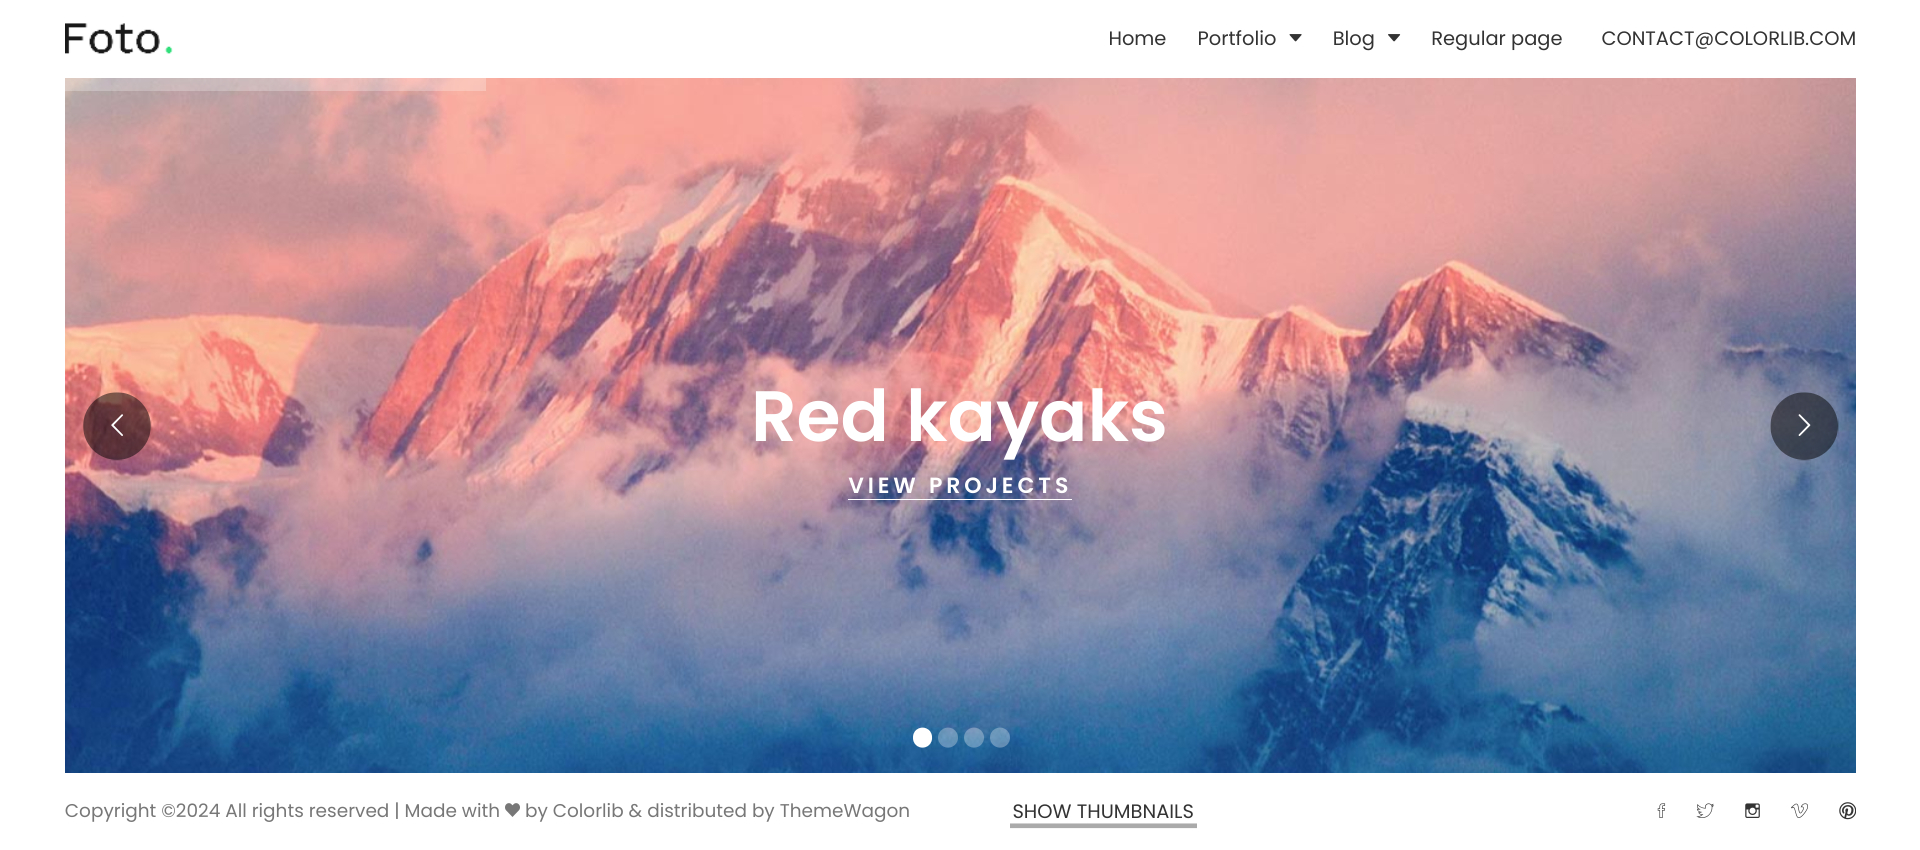 Foto.
Home Portfolio Blog Regular page CONTACT@COLORLIB.COM
Red kayaks
VIEW PROJECTS
Copyright ©2024 All rights reserved | Made with ♥ by Colorlib & distributed by ThemeWagon
SHOW THUMBNAILS